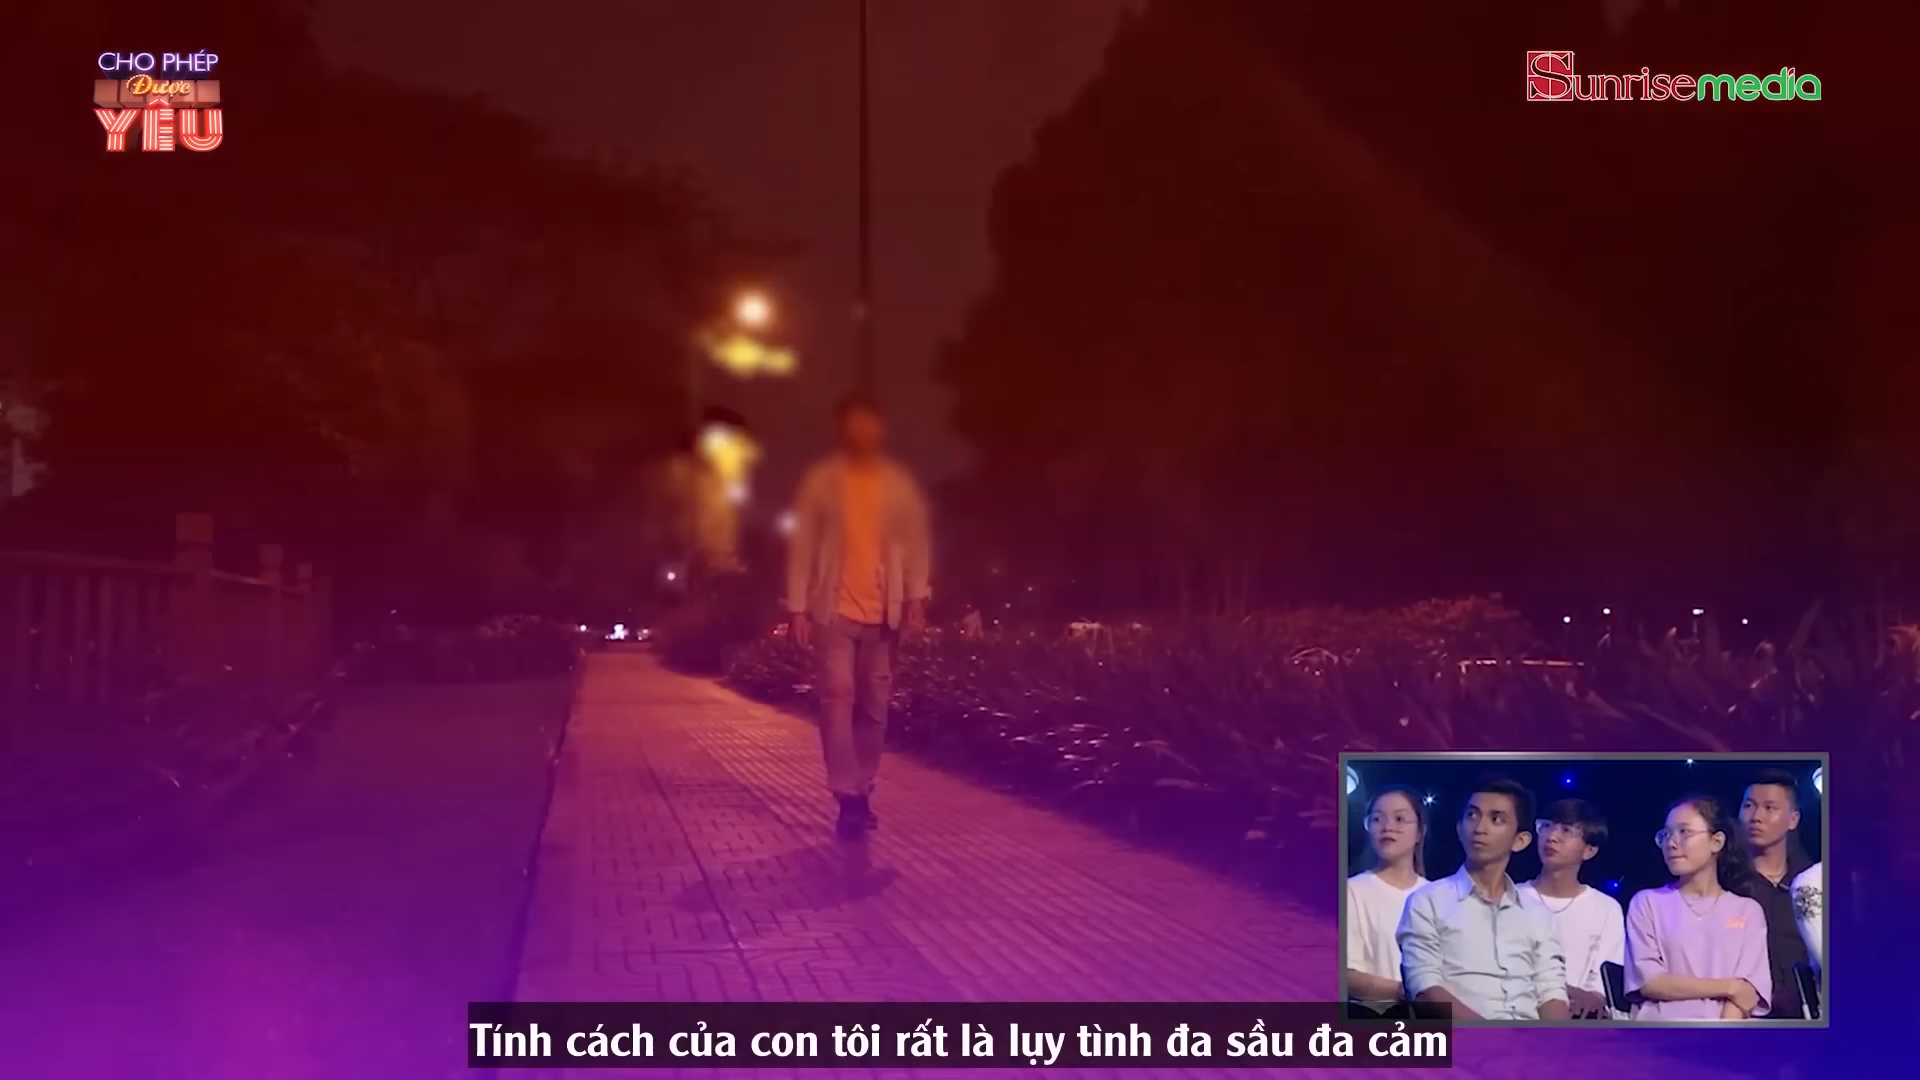 CHO PHÉP
Được
YÊU
Sunrisemedia
Tính cách của con tôi rất là lụy tình đa sầu đa cảm